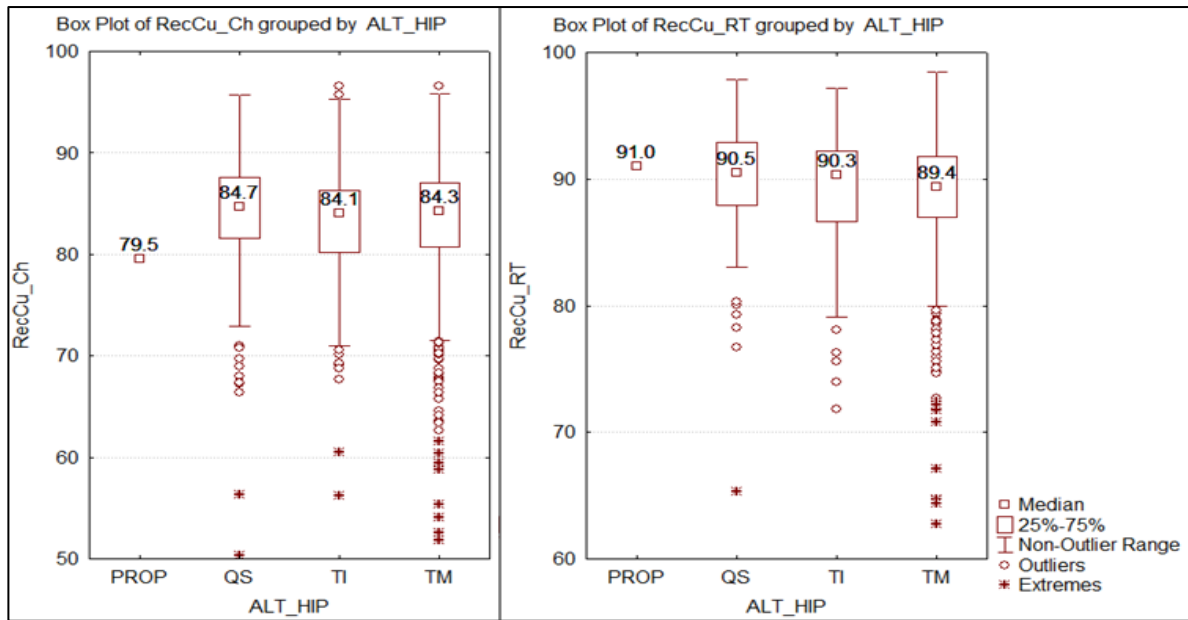 Box Plot of RecCu_Ch grouped by ALT_HIP
100
90
80
70
60
50
RecCu_Ch
79.5
84.7
84.1
84.3
PROP QS TI TM
ALT_HIP
Box Plot of RecCu_RT grouped by ALT_HIP
100
90
80
70
60
RecCu_RT
91.0
90.5
90.3
89.4
PROP QS TI TM
ALT_HIP
Median
25%-75%
Non-Outlier Range
Outliers
Extremes